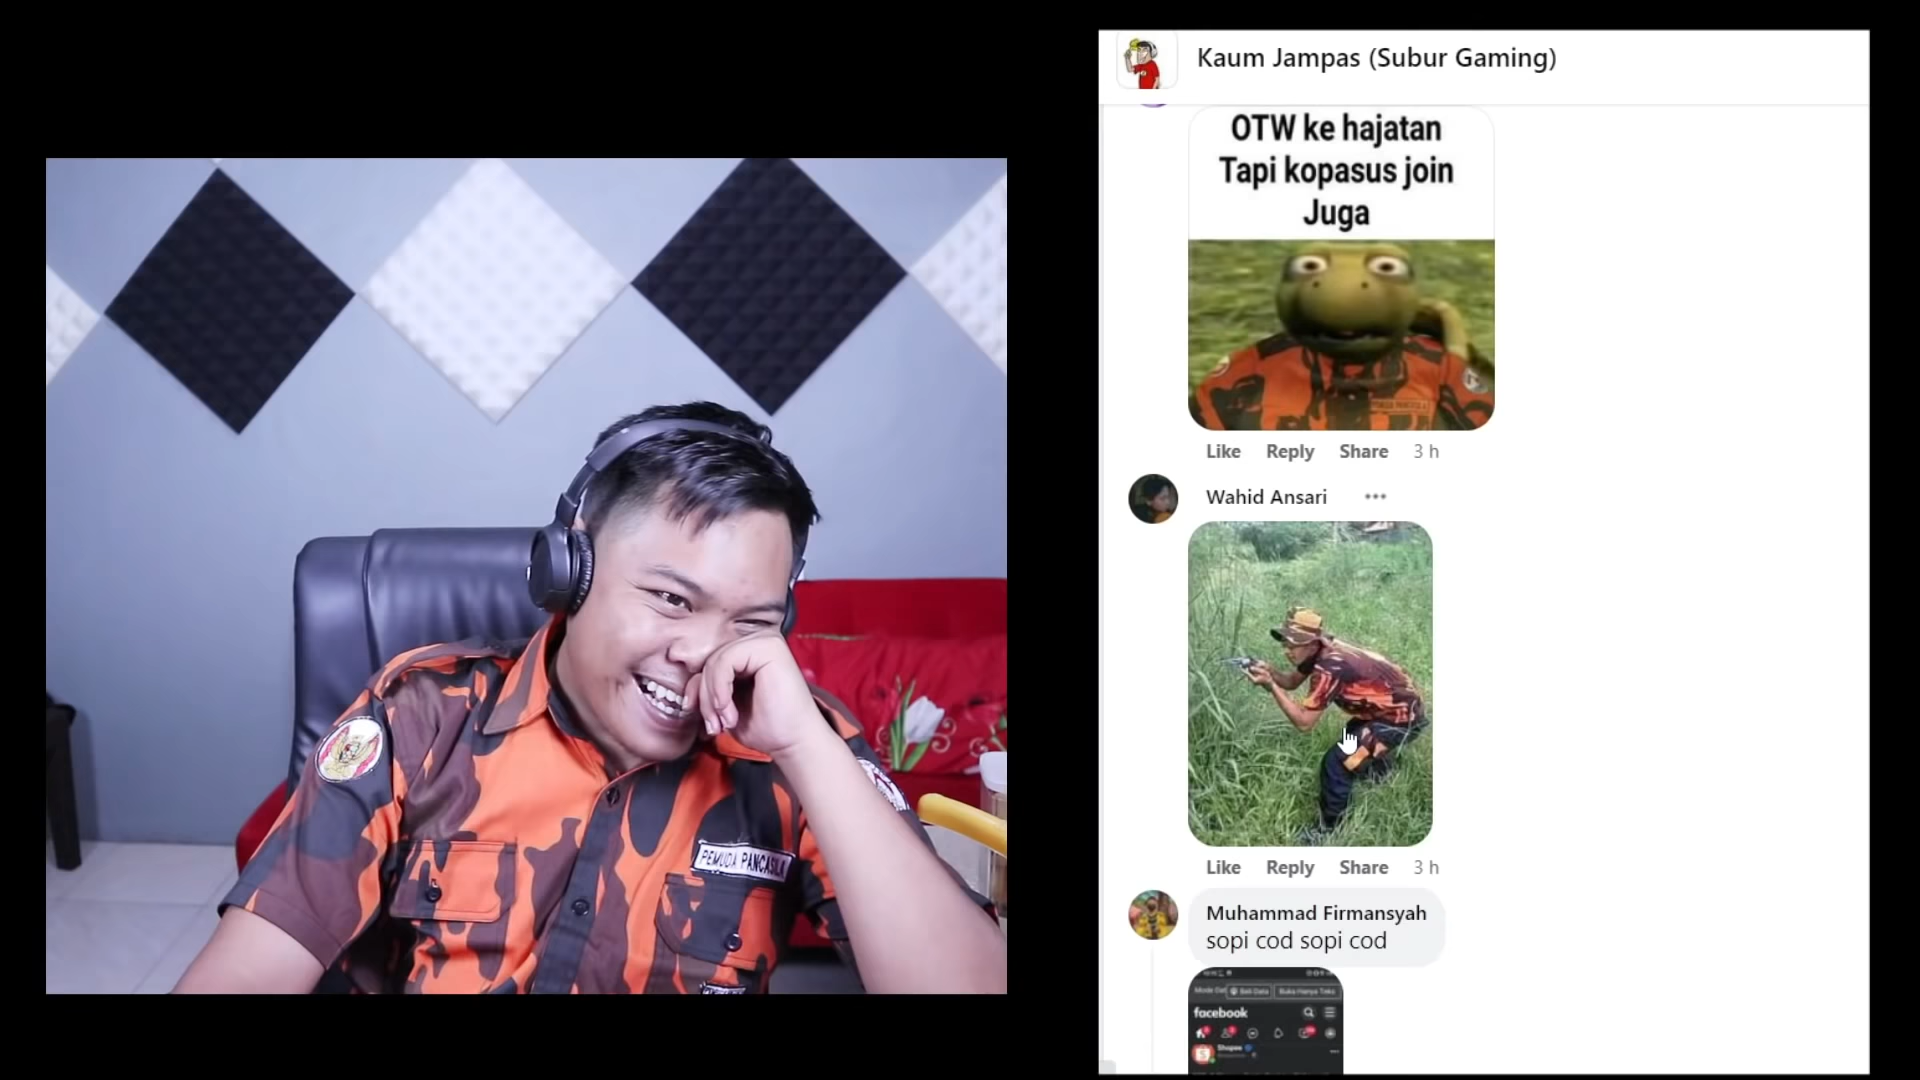 Kaum Jampas (Subur Gaming)
OTW ke hajatan
Tapi kopasus join
Juga
Like Reply Share 3 h
Wahid Ansari
Like Reply Share 3 h
Muhammad Firmansyah
sopi cod sopi cod
PEMUDA PANCASILA
facebook
Shopee